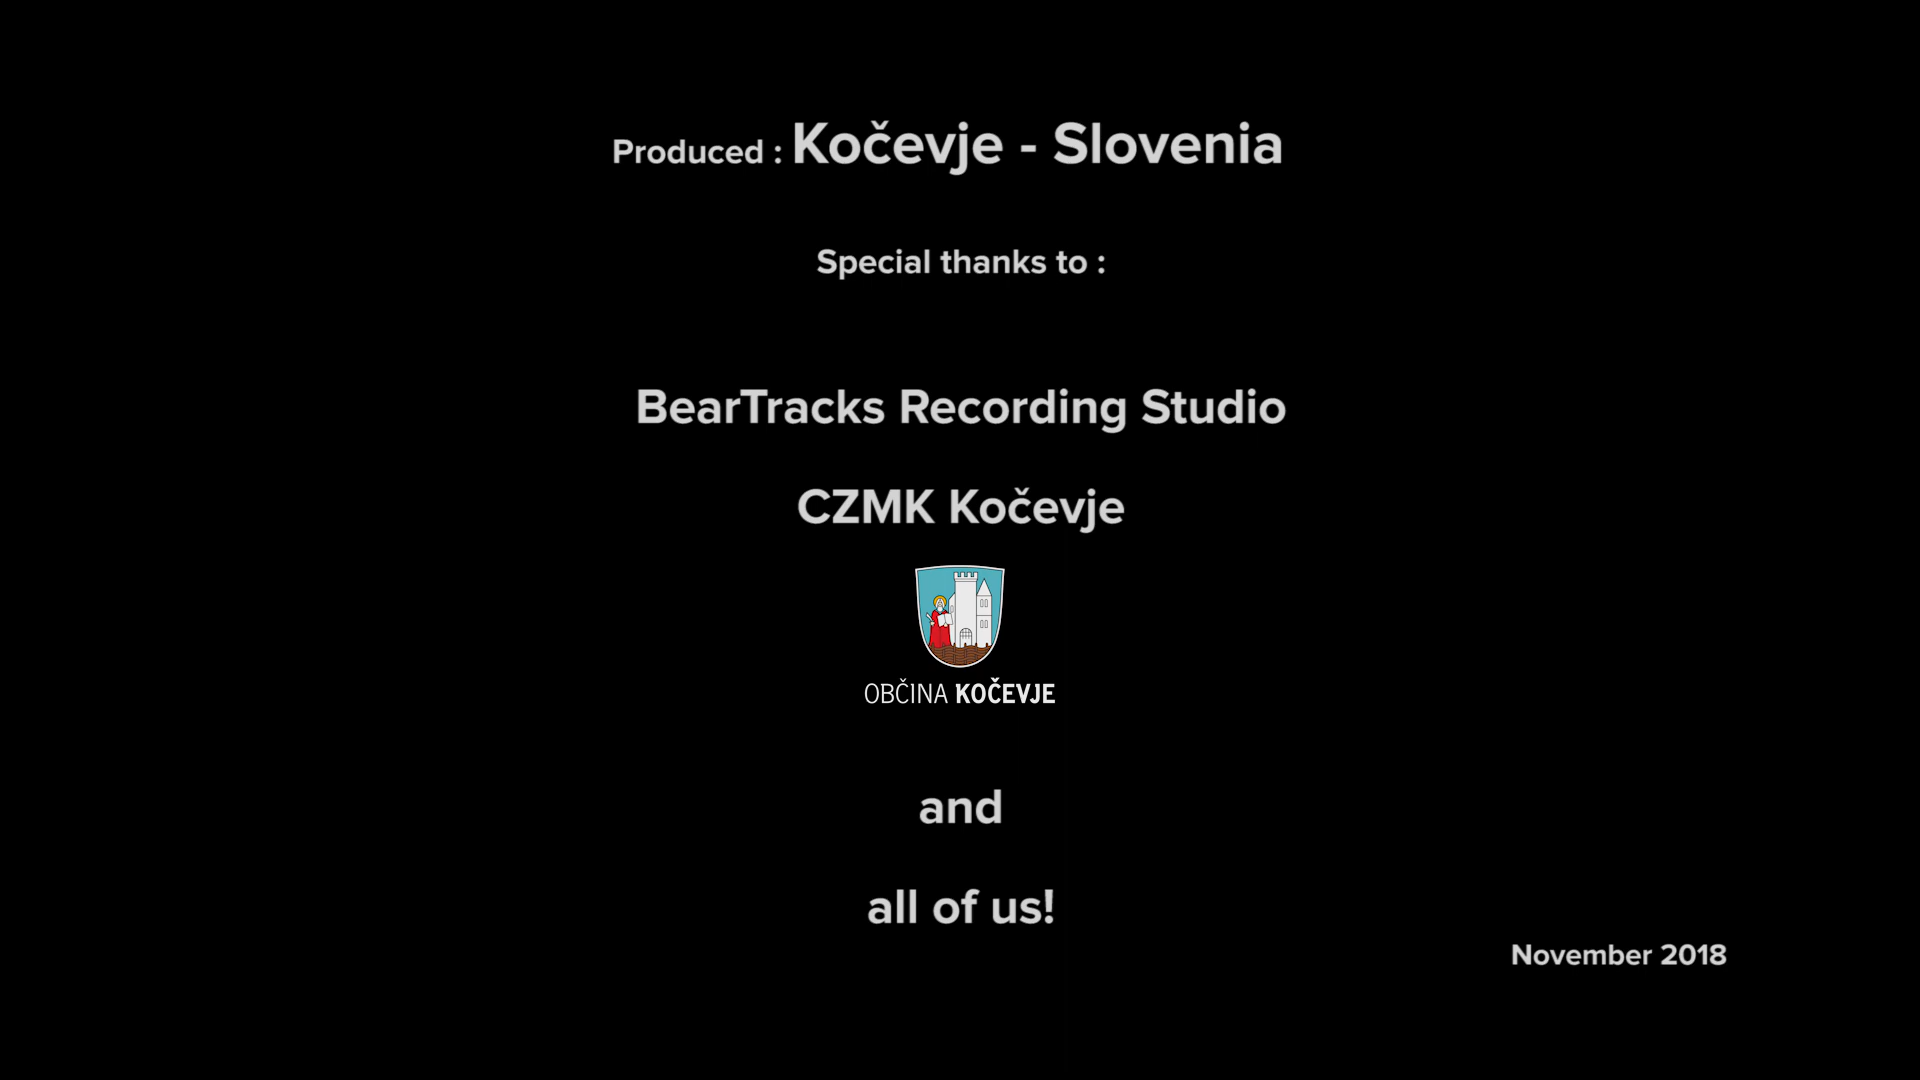 Produced : Kočevje - Slovenia
Special thanks to :
BearTracks Recording Studio
CZMK Kočevje
OBČINA KOČEVJE
and
all of us!
November 2018